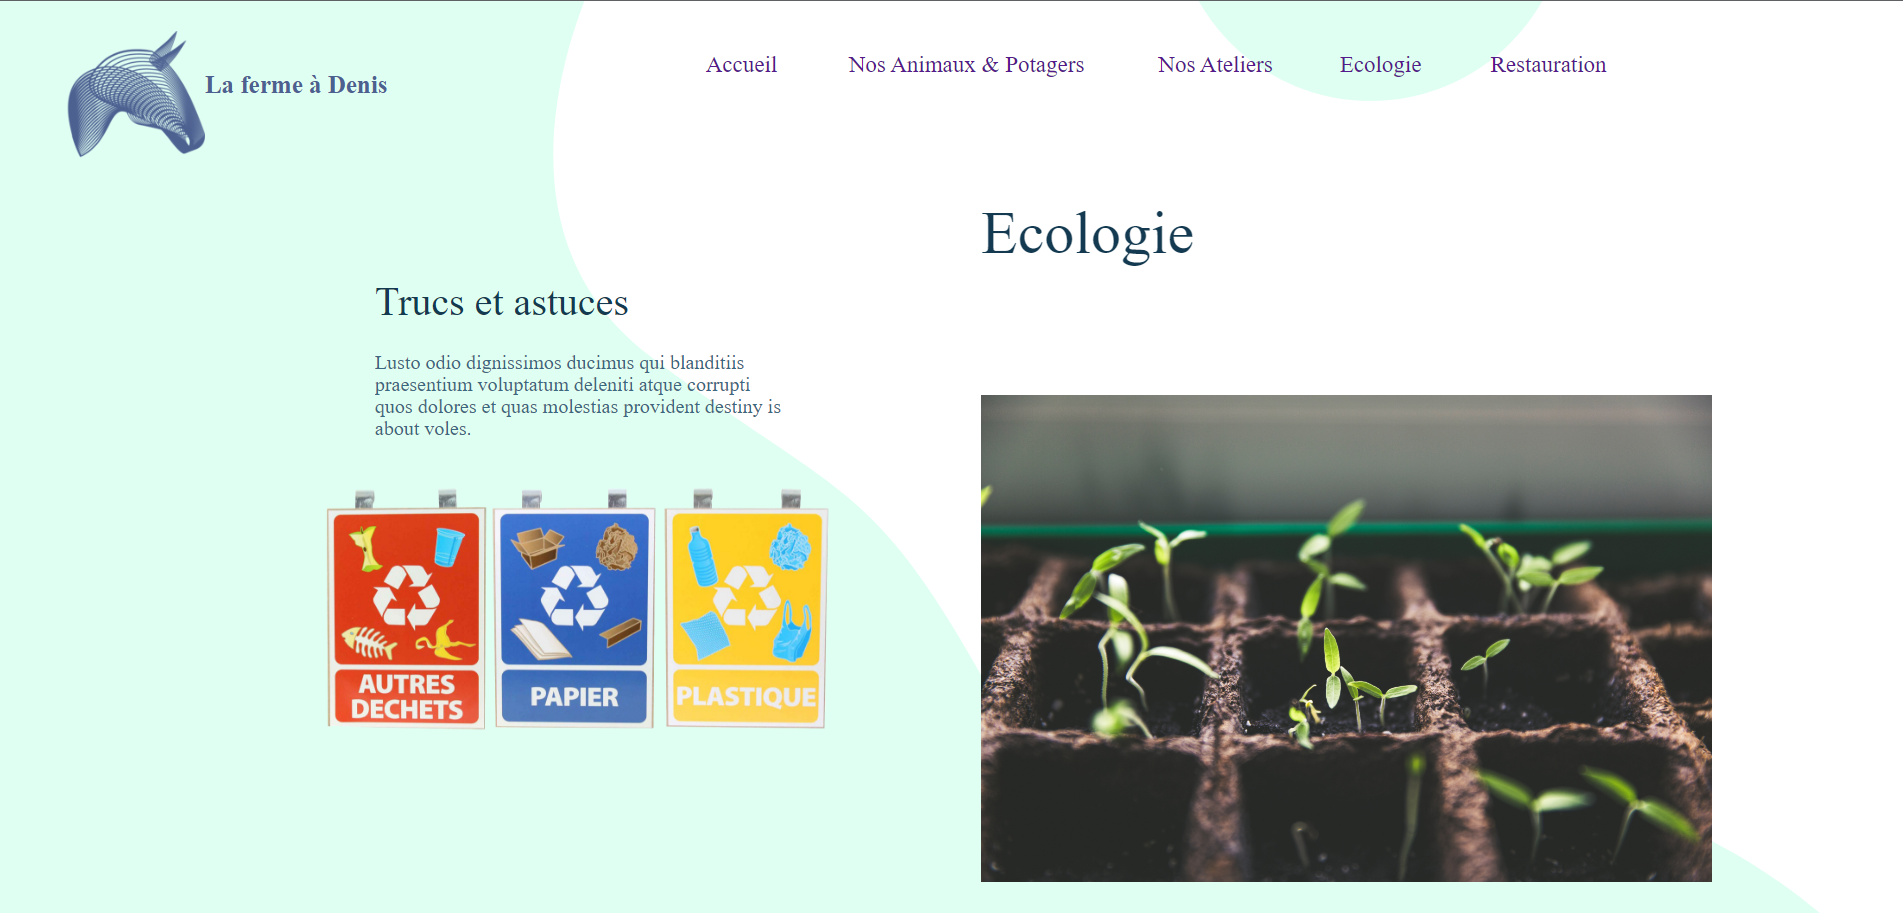 La ferme à Denis
Accueil
Nos Animaux & Potagers
Nos Ateliers
Ecologie
Restauration
Ecologie
Trucs et astuces
Lusto odio dignissimos ducimus qui blanditiis
praesentium voluptatum deleniti atque corrupti
quos dolores et quas molestias provident destiny is
about voles.
AUTRES
DECHETS
PAPIER
PLASTIQUE